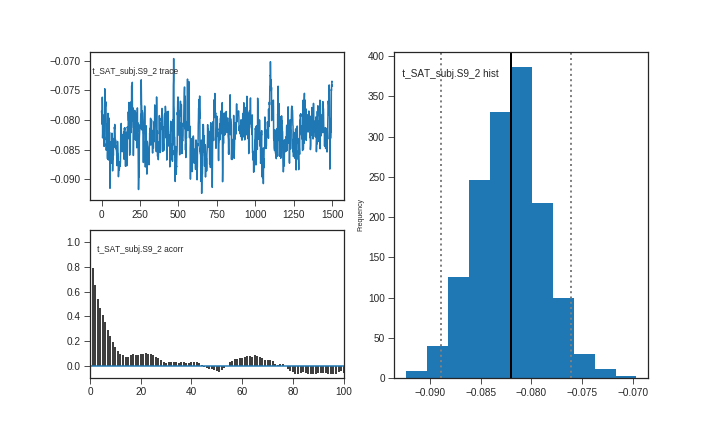 t_SAT_subj.S9_2 trace
−0.070
−0.075
−0.080
−0.085
−0.090
0 250 500 750 1000 1250 1500
t_SAT_subj.S9_2 acorr
1.0
0.8
0.6
0.4
0.2
0.0
0 20 40 60 80 100
t_SAT_subj.S9_2 hist
Frequency
400
350
300
250
200
150
100
50
0
−0.090 −0.085 −0.080 −0.075 −0.070